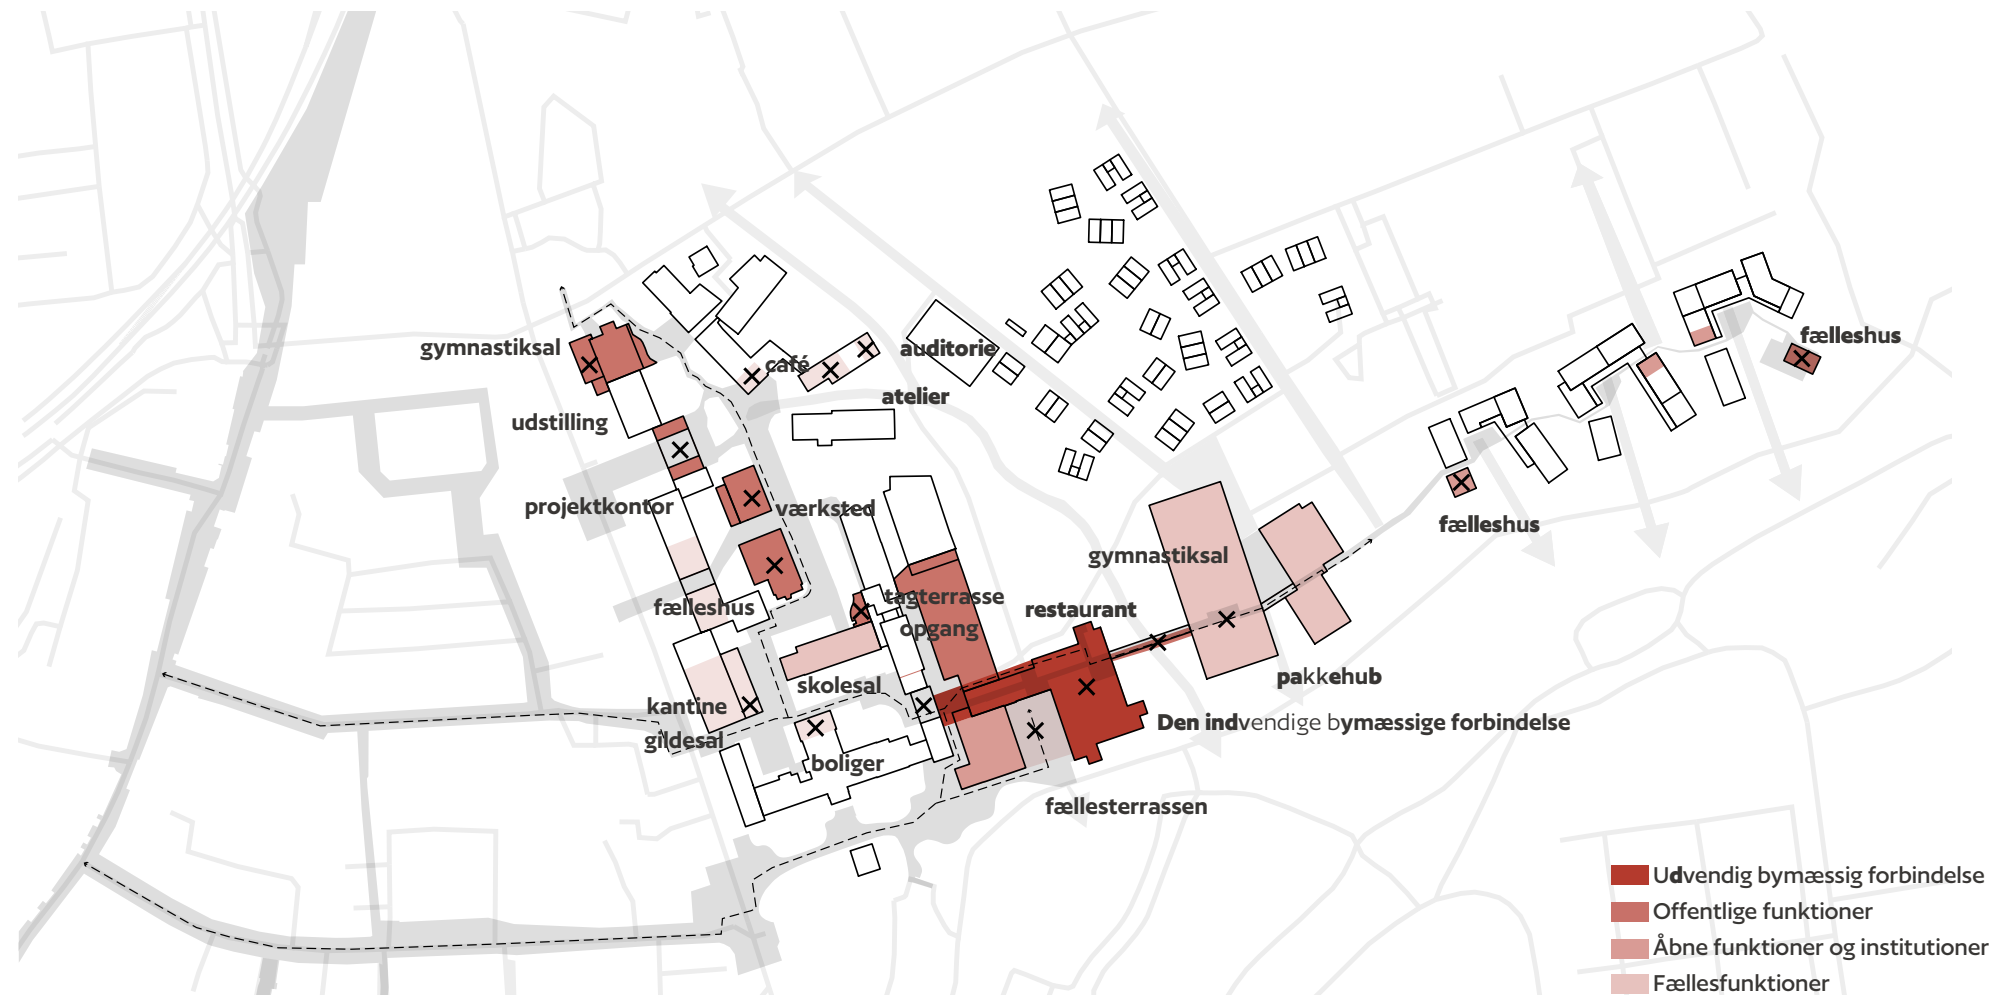 fælleshus
gymnastiksal
café
auditorie
atelier
udstilling
projektkontor
værksted
fælleshus
gymnastiksal
fælleshus
tagterrasse
opgang
restaurant
skolesal
pakkehub
kantine
gildesal
Den indvendige bymæssige forbindelse
boliger
fællesterrassen
Udvendig bymæssig forbindelse
Offentlige funktioner
Åbne funktioner og institutioner
Fællesfunktioner